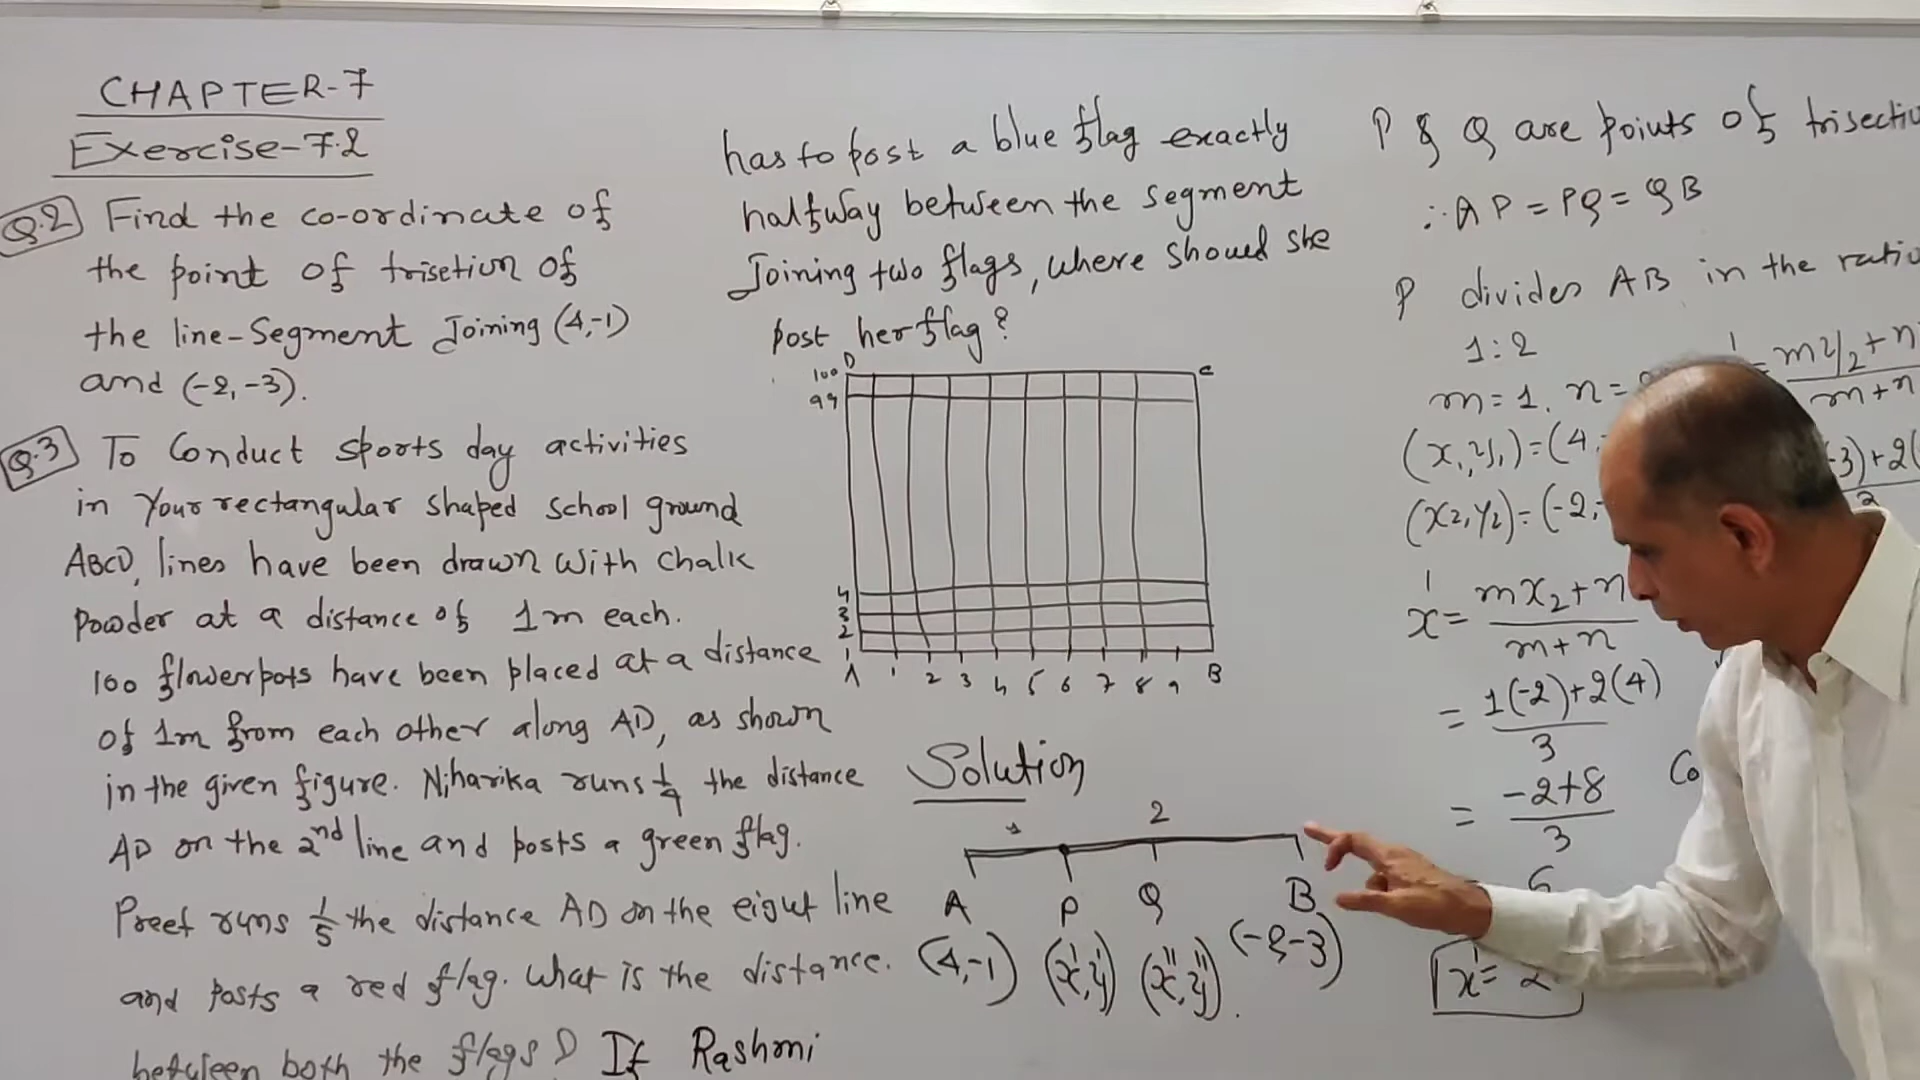 CHAPTER-7
Exercise-7.2
Q.2 Find the co-ordinate of
the point of trisetion of
the line-Segment Joining (4,-1)
and (-2,-3).
Q.3 To Conduct sports day activities
in your rectangular shaped school ground
ABCD, lines have been drawn with chalk
powder at a distance of 1m each.
100 flowerpots have been placed at a distance
of 1m from each other along AD, as shown
in the given figure. Niharika runs 1/4 the distance
AD on the 2nd line and posts a green flag.
Preet runs 1/5 the distance AD on the eight line
and posts a red flag. What is the distance.
between both the flags? If Rashmi
has to post a blue flag exactly
halfway between the segment
Joining two flags, where should she
post her flag?
D
C
100
99
4
3
2
1
A 1 2 3 4 5 6 7 8 9 B
Solution
1 2
A P Q B
(4,-1) (x',y') (x",y"). (-2-3)
P & Q are points of
∴ AP = PQ = QB
P divides AB in the ratio
1:2
m=1, n=
(x1,y1)=(4,
(x2,y2)=(-2,
x'= mx2+n
m+n
= 1(-2)+2(4)
3
= -2+8
3
6
x'= 2
= my2+n
m+n
-3)+2(
Co